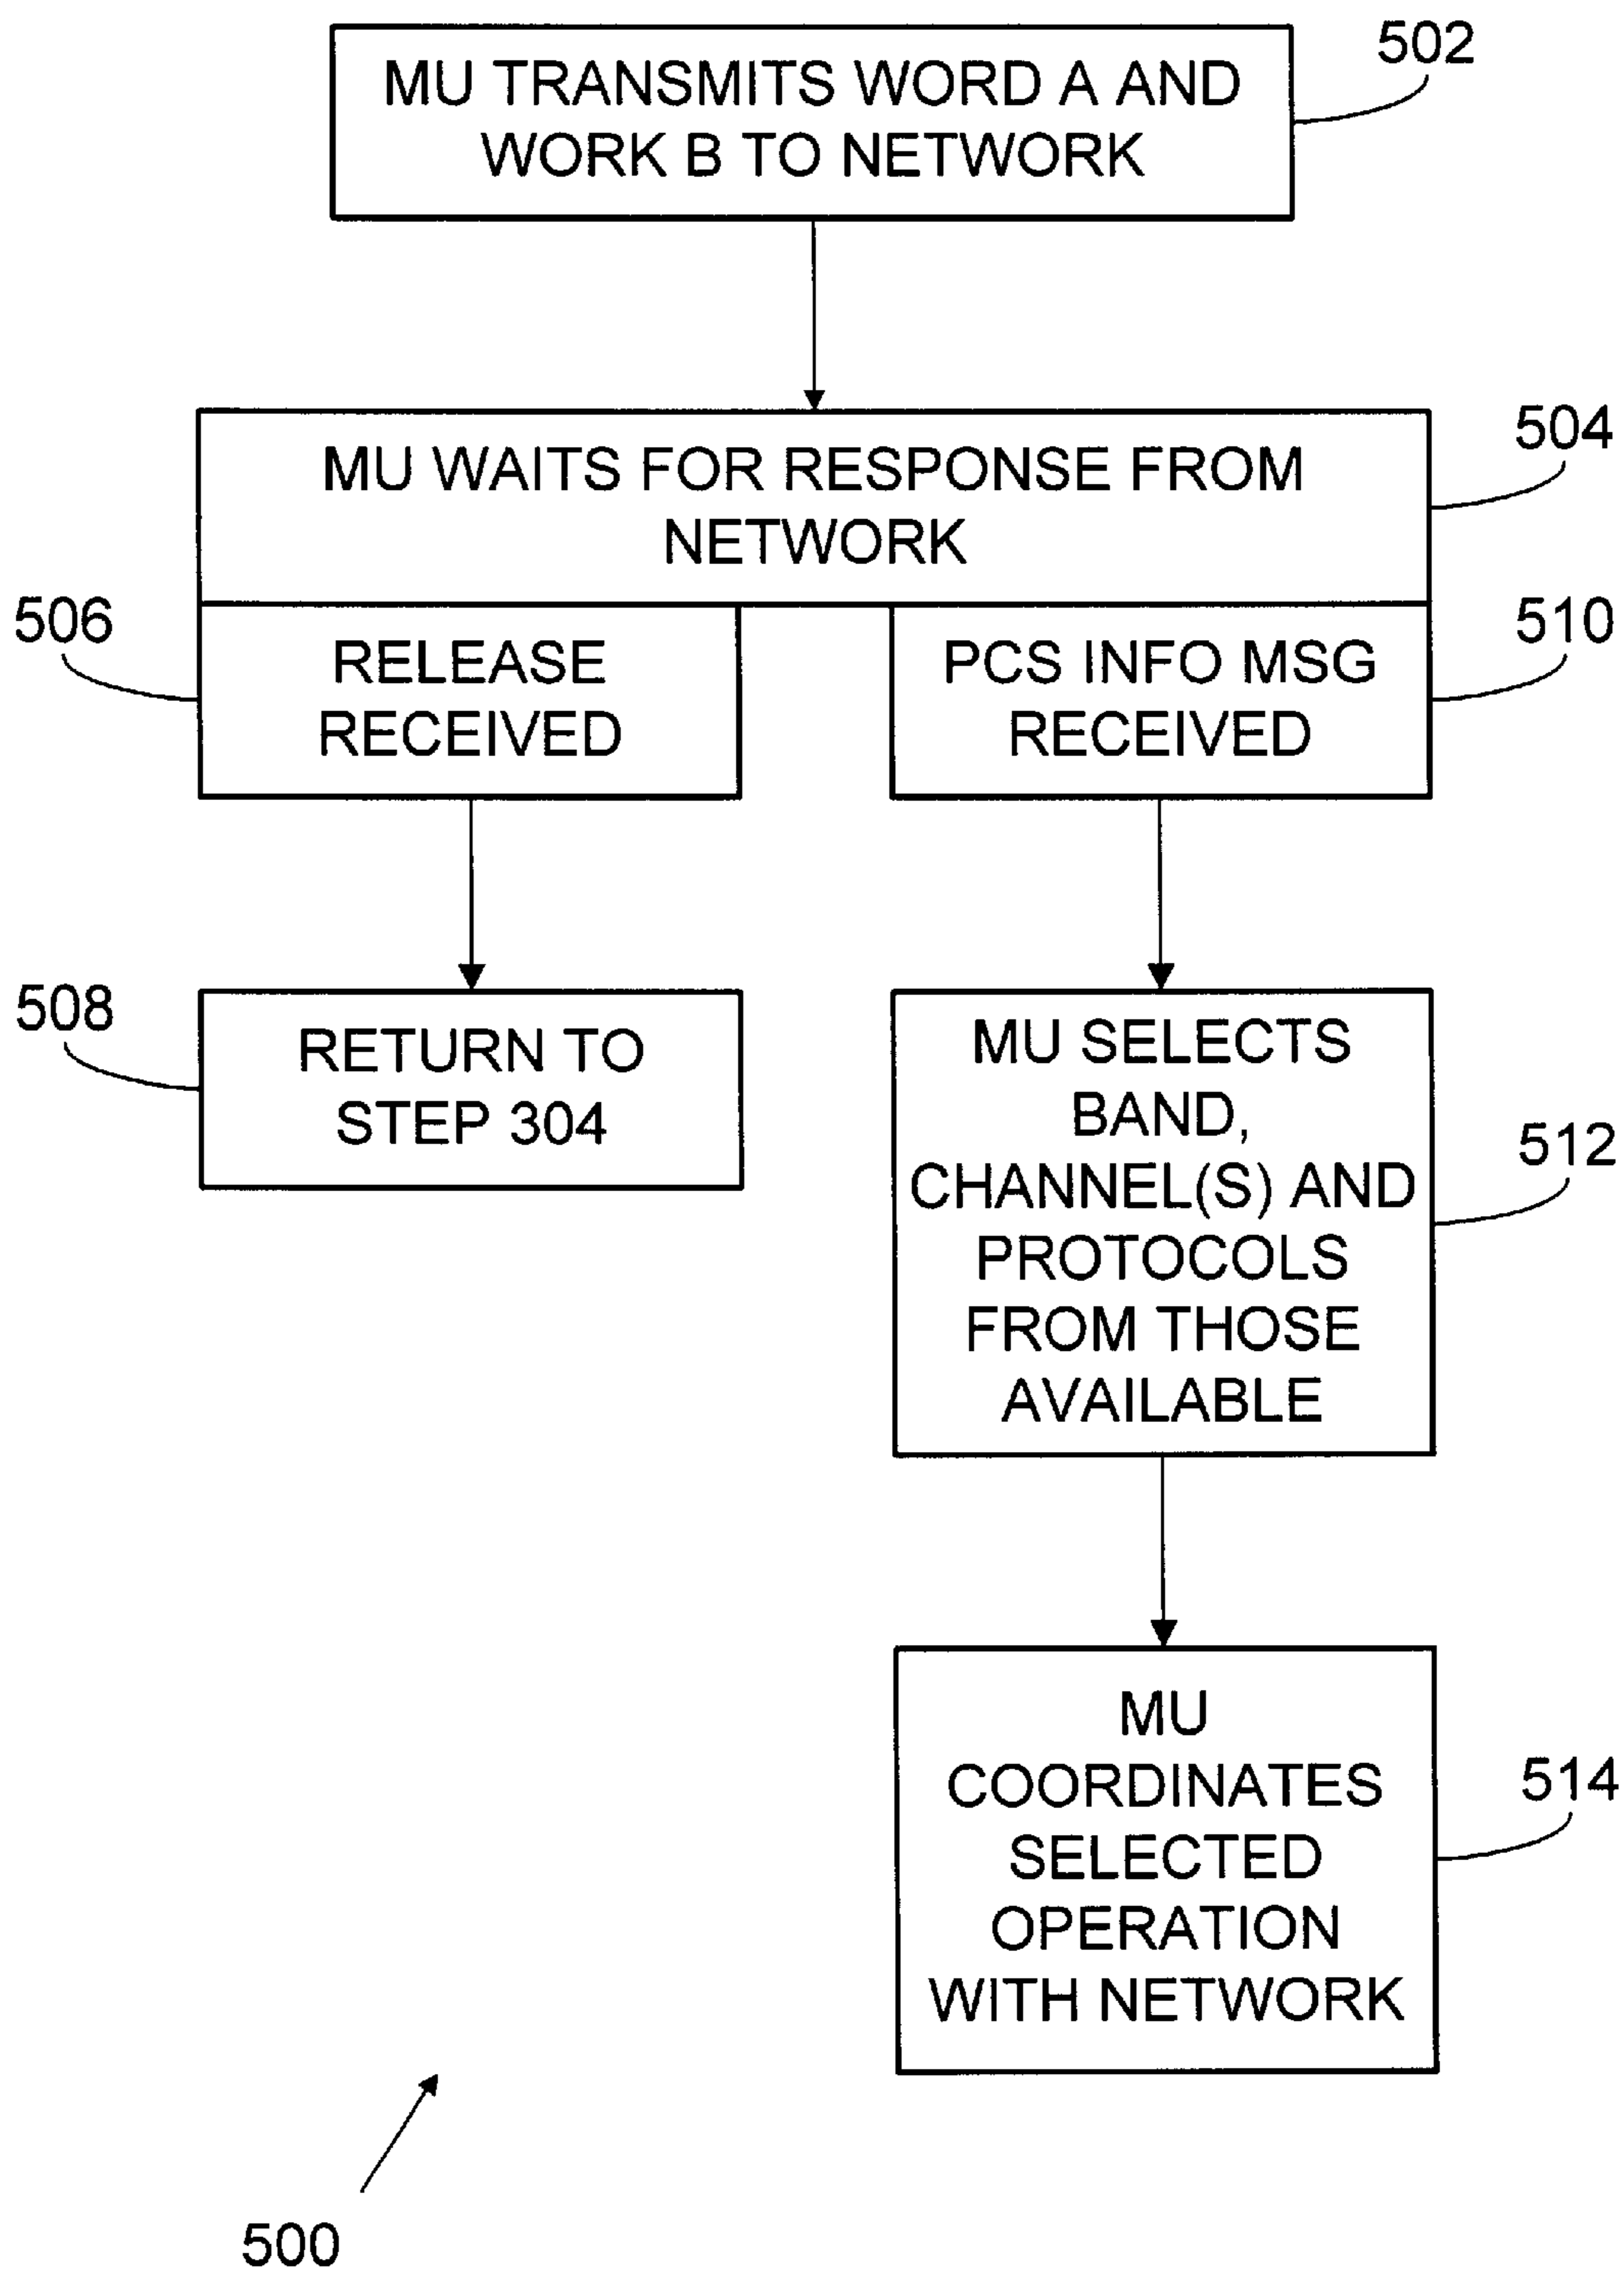 502
MU TRANSMITS WORD A AND
WORK B TO NETWORK
504
MU WAITS FOR RESPONSE FROM
NETWORK
506
RELEASE
RECEIVED
510
PCS INFO MSG
RECEIVED
508
RETURN TO
STEP 304
512
MU SELECTS
BAND,
CHANNEL(S) AND
PROTOCOLS
FROM THOSE
AVAILABLE
514
MU
COORDINATES
SELECTED
OPERATION
WITH NETWORK
500